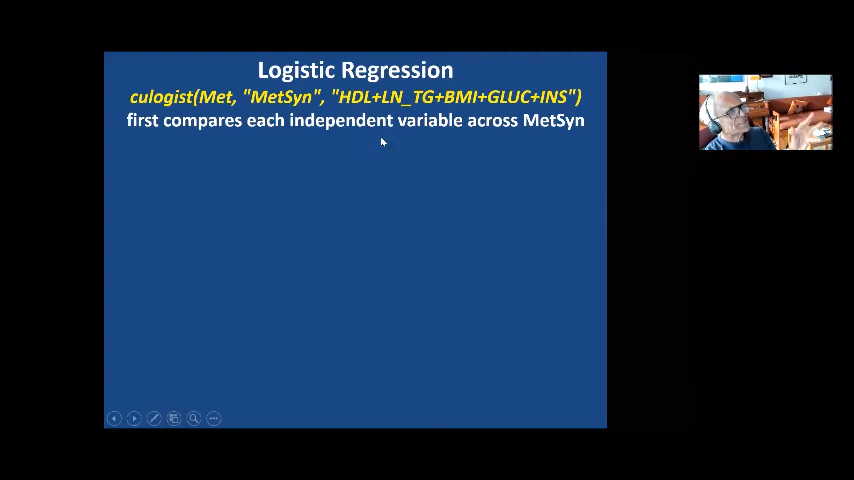 Logistic Regression
culogist(Met, "MetSyn", "HDL+LN_TG+BMI+GLUC+INS")
first compares each independent variable across MetSyn